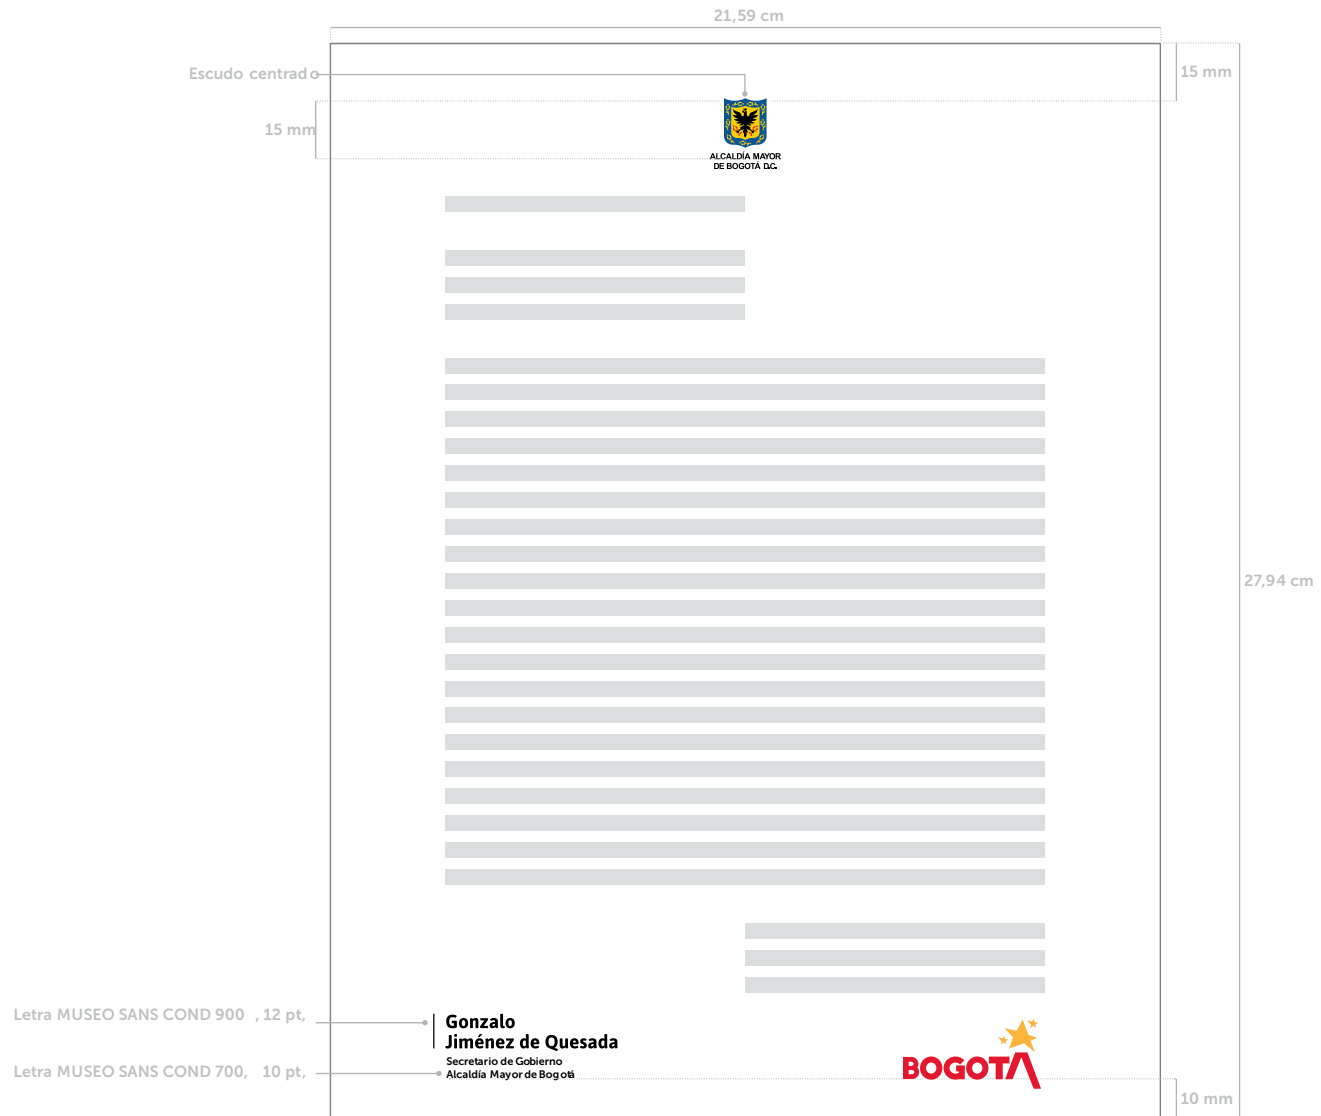 21,59 cm
Escudo centrado
15 mm
15 mm
ALCALDÍA MAYOR
DE BOGOTÁ D.C.
27,94 cm
Letra MUSEO SANS COND 900 , 12 pt,
Gonzalo
Jiménez de Quesada
Secretario de Gobierno
Alcaldía Mayor de Bogotá
Letra MUSEO SANS COND 700, 10 pt,
BOGOTÁ
10 mm